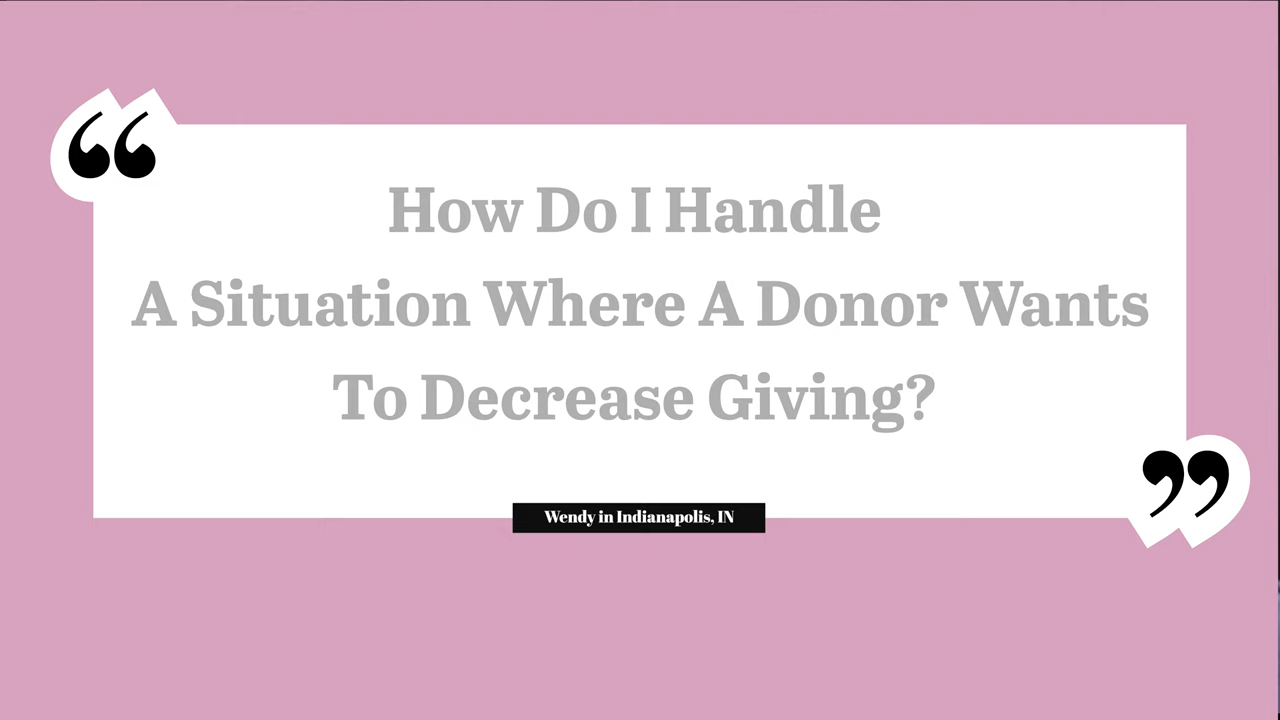 “
How Do I Handle
A Situation Where A Donor Wants
To Decrease Giving?
”
Wendy in Indianapolis, IN